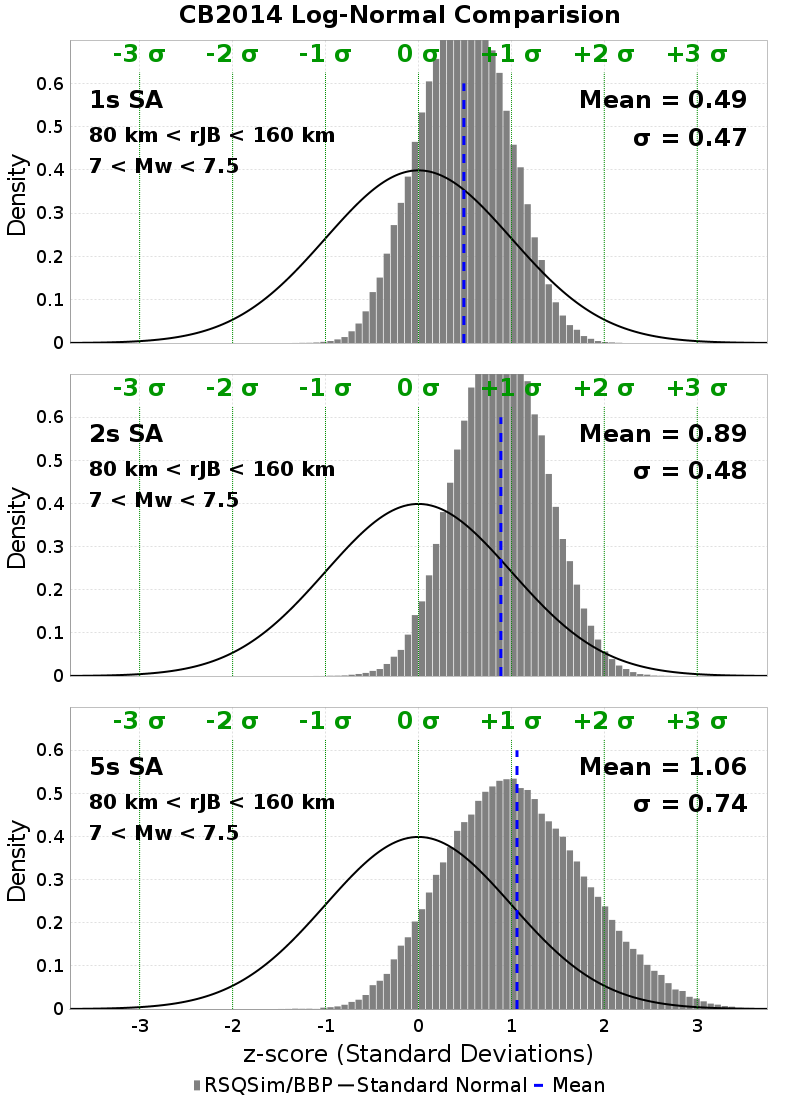 CB2014 Log-Normal Comparision
-3 σ -2 σ -1 σ 0 σ +1 σ +2 σ +3 σ
1s SA
80 km < rJB < 160 km
7 < Mw < 7.5
Mean = 0.49
σ = 0.47
Density
0.6
0.5
0.4
0.3
0.2
0.1
0
-3 σ -2 σ -1 σ 0 σ +1 σ +2 σ +3 σ
2s SA
80 km < rJB < 160 km
7 < Mw < 7.5
Mean = 0.89
σ = 0.48
Density
0.6
0.5
0.4
0.3
0.2
0.1
0
-3 σ -2 σ -1 σ 0 σ +1 σ +2 σ +3 σ
5s SA
80 km < rJB < 160 km
7 < Mw < 7.5
Mean = 1.06
σ = 0.74
Density
0.6
0.5
0.4
0.3
0.2
0.1
0
-3 -2 -1 0 1 2 3
z-score (Standard Deviations)
RSQSim/BBP Standard Normal Mean